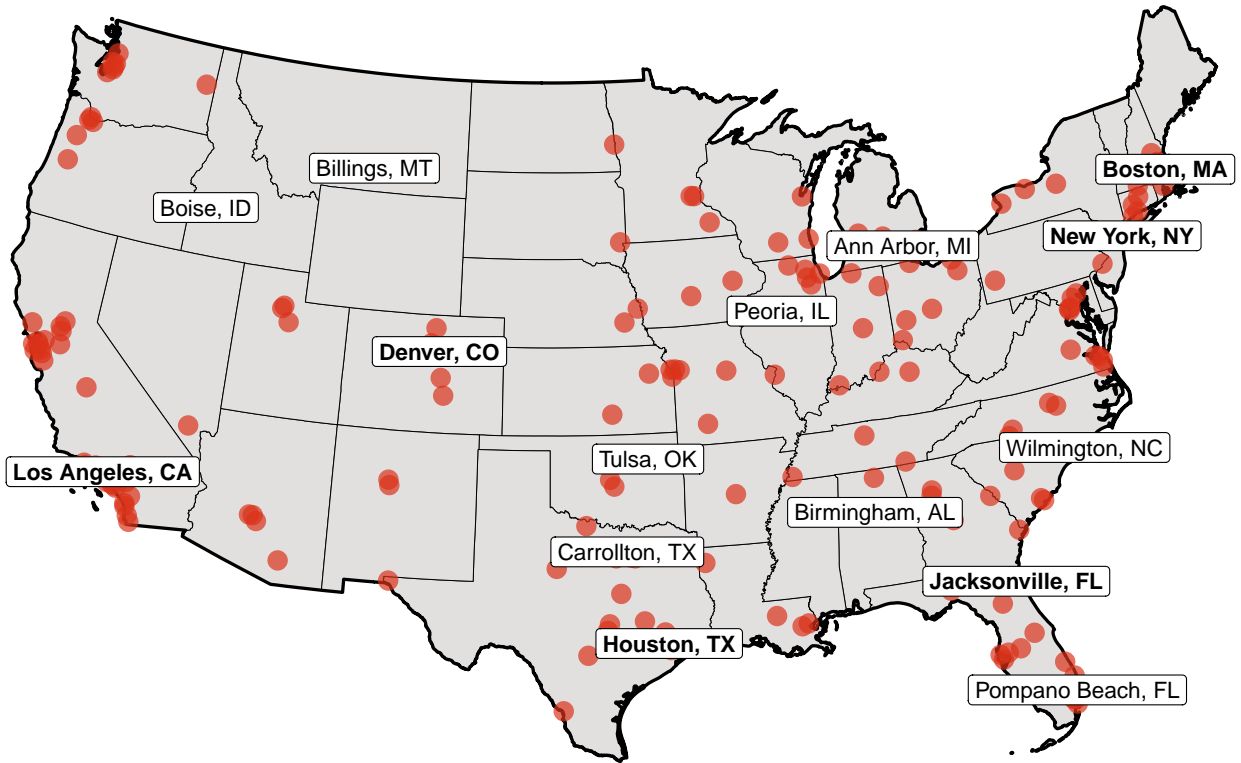 Billings, MT
Boston, MA
Boise, ID
New York, NY
Ann Arbor, MI
Peoria, IL
Denver, CO
Wilmington, NC
Tulsa, OK
Los Angeles, CA
Birmingham, AL
Carrollton, TX
Jacksonville, FL
Houston, TX
Pompano Beach, FL